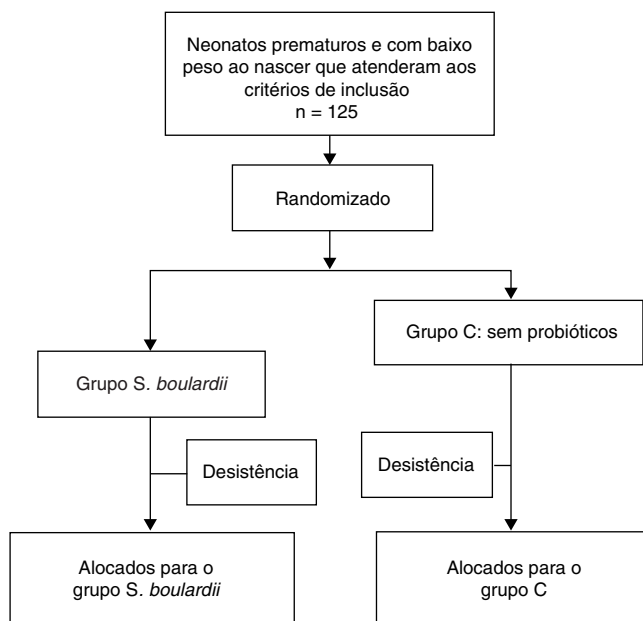 Neonatos prematuros e com baixo
peso ao nascer que atenderam aos
critérios de inclusão
n = 125
Randomizado
Grupo C: sem probióticos
Grupo S. boulardii
Desistência
Desistência
Alocados para o
grupo S. boulardii
Alocados para o
grupo C